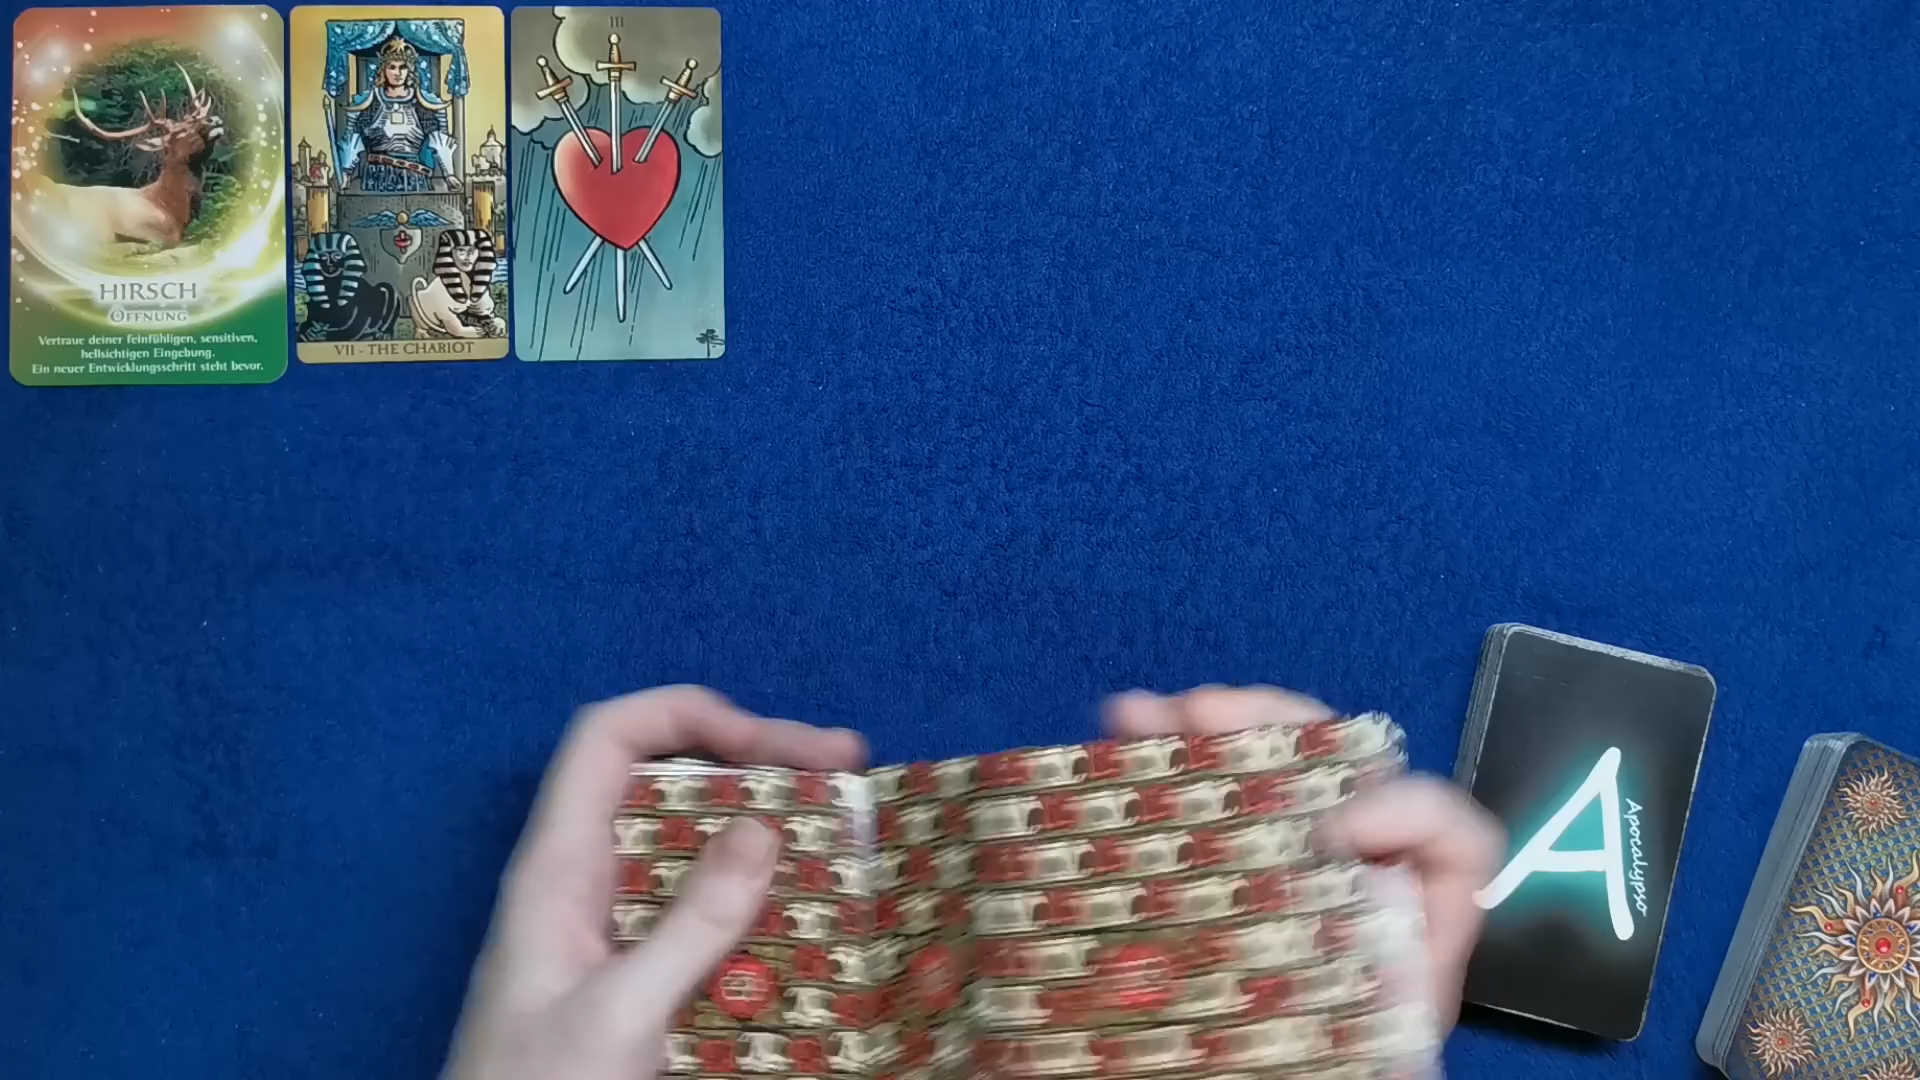 HIRSCH
ÖFFNUNG
Vertraue deiner feinfühligen, sensitiven,
hellsichtigen Eingebung.
Ein neuer Entwicklungsschritt steht bevor.
VII - THE CHARIOT
III
A
Apocalypso